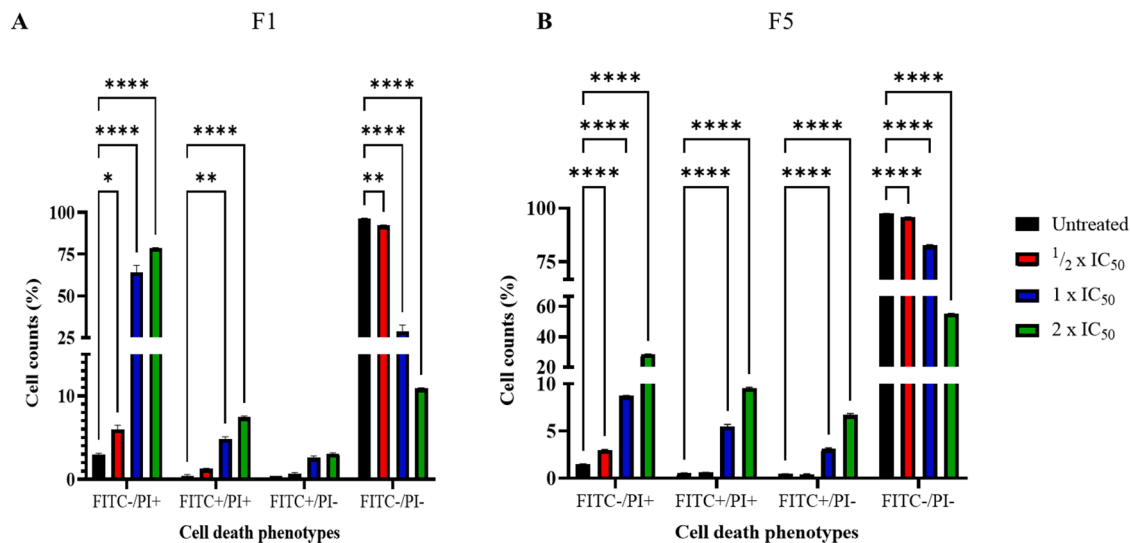 A F1
****
**** ****
* **
****
****
**
100
75
50
25
10
0
Cell counts (%)
FITC-/PI+ FITC+/PI+ FITC+/PI- FITC-/PI-
Cell death phenotypes
B F5
****
****
****
****
****
****
****
****
****
****
100
75
60
40
20
10
5
0
Cell counts (%)
FITC-/PI+ FITC+/PI+ FITC+/PI- FITC-/PI-
Cell death phenotypes
Untreated
1/2 x IC50
1 x IC50
2 x IC50